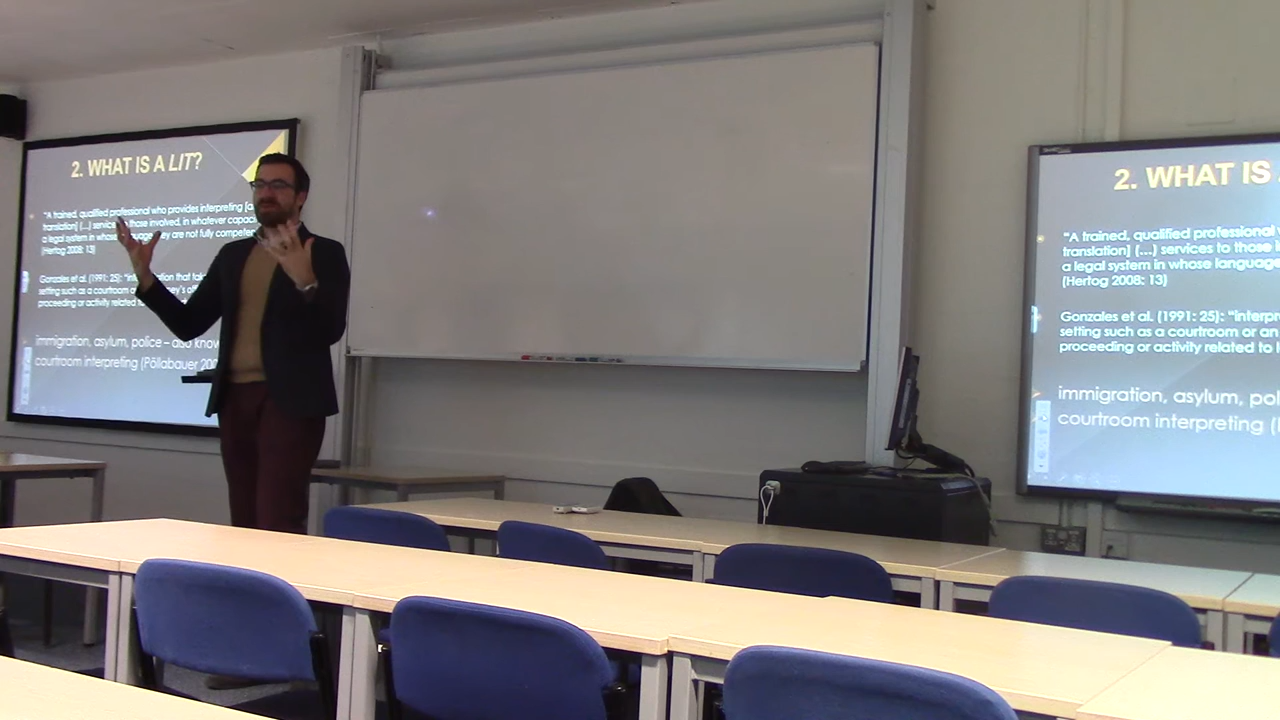 2. WHAT IS A LIT?
"A trained, qualified professional who provides interpreting [a
translation] (...) services to those involved, in whatever capac
a legal system in whose language they are not fully compete
(Hertog 2008: 13)
Gonzales et al. (1991: 25): "interpretation that tak
setting such as a courtroom or an attorney's of
proceeding or activity related to
immigration, asylum, police – also know
courtroom interpreting (Pöllabauer 20
2. WHAT IS
"A trained, qualified professional
translation] (...) services to those i
a legal system in whose language
(Hertog 2008: 13)
Gonzales et al. (1991: 25): "interpr
setting such as a courtroom or an
proceeding or activity related to l
immigration, asylum, pol
courtroom interpreting (